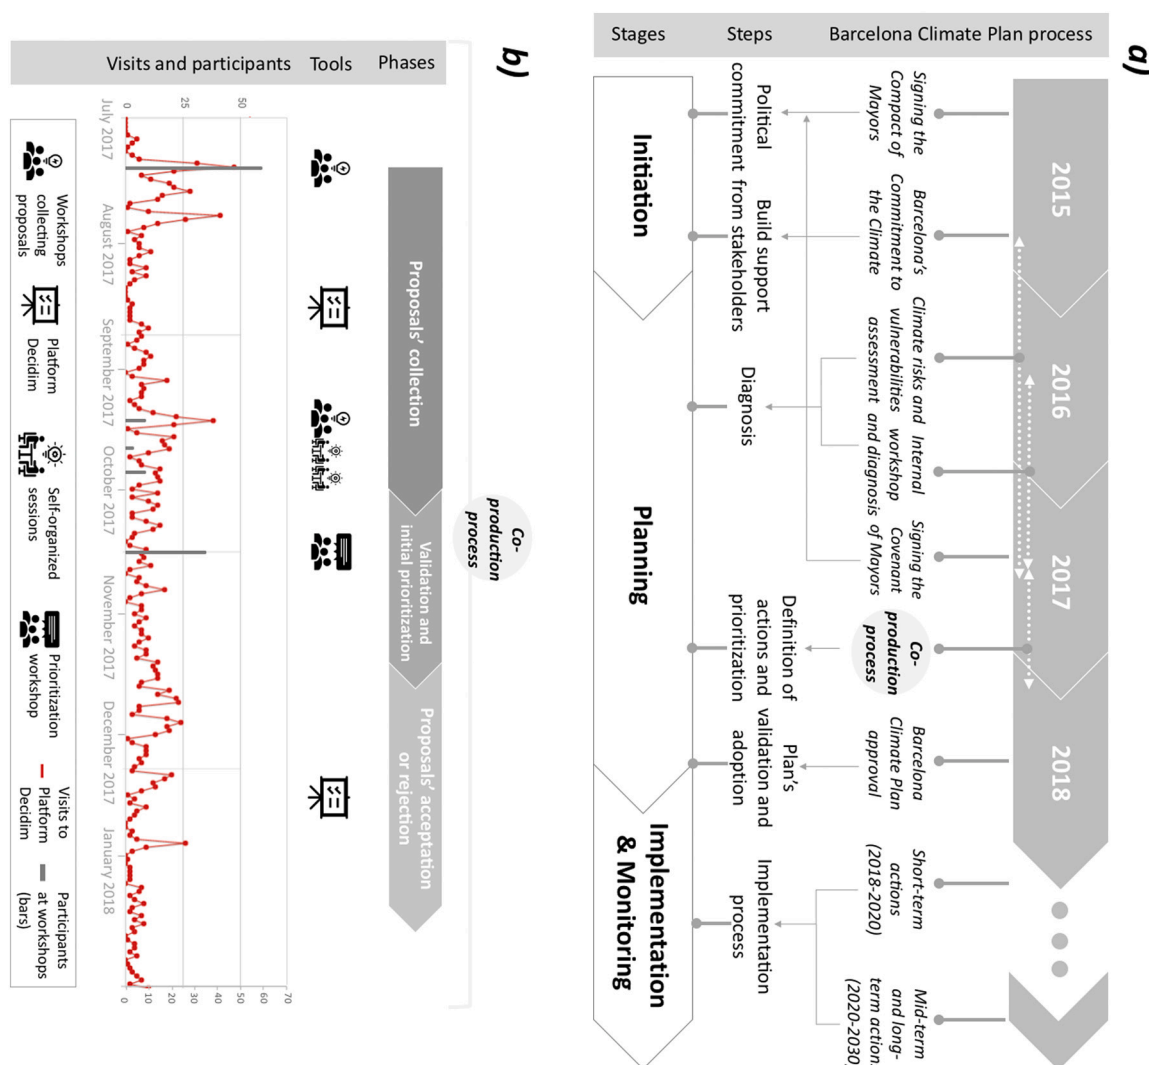 a)
Barcelona Climate Plan process
2015
2016
2017
2018
Signing the
Compact of
Mayors
Barcelona's
Commitment to
the Climate
Climate risks and
vulnerabilities
assessment
Internal
workshop
and diagnosis
Signing the
Covenant
of Mayors
Co-
production
process
Barcelona
Climate Plan
approval
Short-term
actions
(2018-2020)
Mid-term
and long-
term action
(2020-2030)
Steps
Political
commitment
Build support
from stakeholders
Diagnosis
Definition of
actions and
prioritization
Plan's
validation and
adoption
Implementation
process
Stages
Initiation
Planning
Implementation
& Monitoring
b)
Co-
production
process
Phases
Proposals' collection
Validation and
initial prioritization
Proposals' acceptation
or rejection
Tools
Visits and participants
50
25
0
70
60
50
40
30
20
10
0
July 2017
August 2017
September 2017
October 2017
November 2017
December 2017
January 2018
Workshops
collecting
proposals
Platform
Decidim
Self-organized
sessions
Prioritization
workshop
Visits to
Platform
Decidim
Participants
at workshops
(bars)